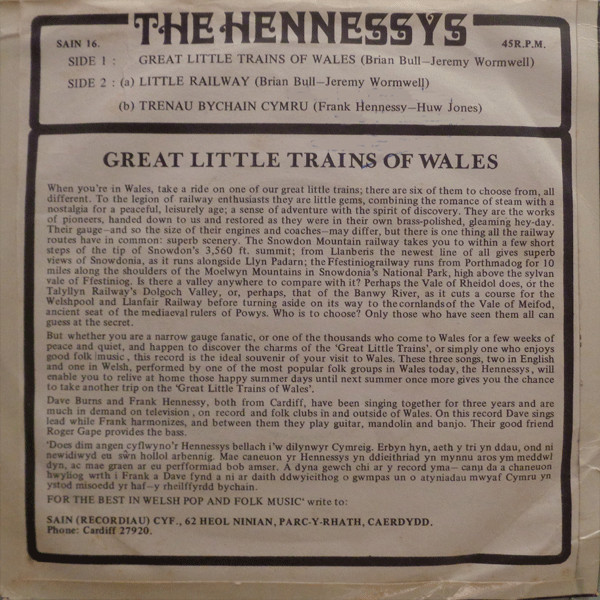 THE HENNESSYS
SAIN 16. 45R.P.M.
SIDE 1 : GREAT LITTLE TRAINS OF WALES (Brian Bull—Jeremy Wormwell)
SIDE 2 : (a) LITTLE RAILWAY (Brian Bull—Jeremy Wormwell)
(b) TRENAU BYCHAIN CYMRU (Frank Hennessy—Huw Jones)
GREAT LITTLE TRAINS OF WALES
When you're in Wales, take a ride on one of our great little trains; there are six of them to choose from, all
different. To the legion of railway enthusiasts they are little gems, combining the romance of steam with a
nostalgia for a peaceful, leisurely age; a sense of adventure with the spirit of discovery. They are the works
of pioneers, handed down to us and restored as they were in their own brass-polished, gleaming hey-day.
Their gauge—and so the size of their engines and coaches—may differ, but there is one thing all the railway
routes have in common: superb scenery. The Snowdon Mountain railway takes you to within a few short
steps of the tip of Snowdon's 3,560 ft. summit; from Llanberis the newest line of all gives superb
views of Snowdonia, as it runs alongside Llyn Padarn; the Ffestiniograilway runs from Porthmadog for 10
miles along the shoulders of the Moelwyn Mountains in Snowdonia's National Park, high above the sylvan
vale of Ffestiniog. Is there a valley anywhere to compare with it? Perhaps the Vale of Rheidol does, or the
Talyllyn Railway's Dolgoch Valley, or, perhaps, that of the Banwy River, as it cuts a course for the
Welshpool and Llanfair Railway before turning aside on its way to the cornlands of the Vale of Meifod,
ancient seat of the mediaeval rulers of Powys. Who is to choose? Only those who have seen them all can
guess at the secret.
But whether you are a narrow gauge fanatic, or one of the thousands who come to Wales for a few weeks of
peace and quiet, and happen to discover the charms of the 'Great Little Trains', or simply one who enjoys
good folk music, this record is the ideal souvenir of your visit to Wales. These three songs, two in English
and one in Welsh, performed by one of the most popular folk groups in Wales today, the Hennessys, will
enable you to relive at home those happy summer days until next summer once more gives you the chance
to take another trip on the 'Great Little Trains of Wales'.
Dave Burns and Frank Hennessy, both from Cardiff, have been singing together for three years and are
much in demand on television, on record and folk clubs in and outside of Wales. On this record Dave sings
lead while Frank harmonizes, and between them they play guitar, mandolin and banjo. Their good friend
Roger Gape provides the bass.
'Does dim angen cyflwyno'r Hennessys bellach i'w dilynwyr Cymreig. Erbyn hyn, aeth y tri yn ddau, ond ni
newidiwyd eu sŵn hollol arbennig. Mae caneuon yr Hennessys yn ddieithriad yn mynnu aros ym meddwl
dyn, ac mae graen ar eu perfformiad bob amser. A dyna gewch chi ar y record yma— canu da a chaneuon
hwyliog wrth i Frank a Dave fynd a ni ar daith ddwyieithog o gwmpas un o atyniadau mwyaf Cymru yn
ystod misoedd yr haf—y rheilffyrdd bychain.
FOR THE BEST IN WELSH POP AND FOLK MUSIC' write to:
SAIN (RECORDIAU) CYF., 62 HEOL NINIAN, PARC-Y-RHATH, CAERDYDD.
Phone: Cardiff 27920.